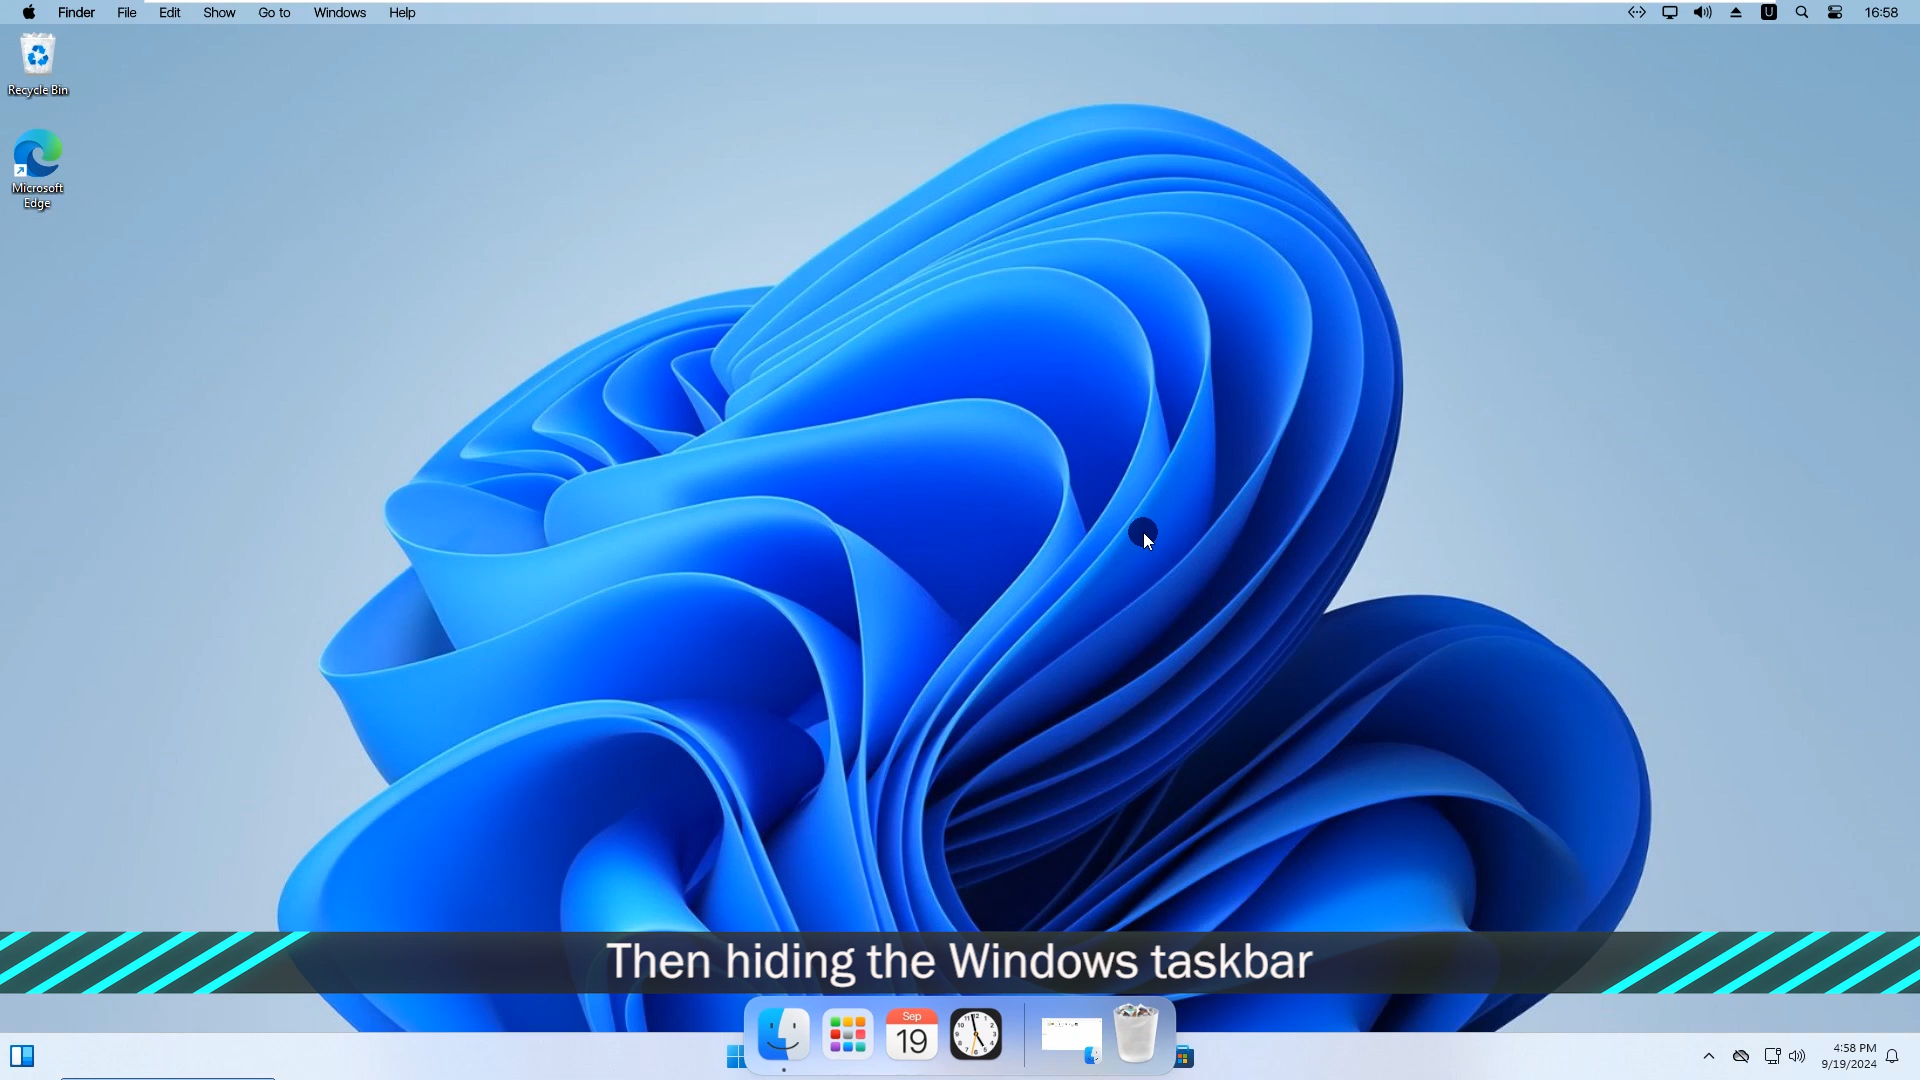 Finder File Edit Show Go to Windows Help U 16:58
Recycle Bin
Microsoft
Edge
Then hiding the Windows taskbar
Sep
19
4:58 PM
9/19/2024